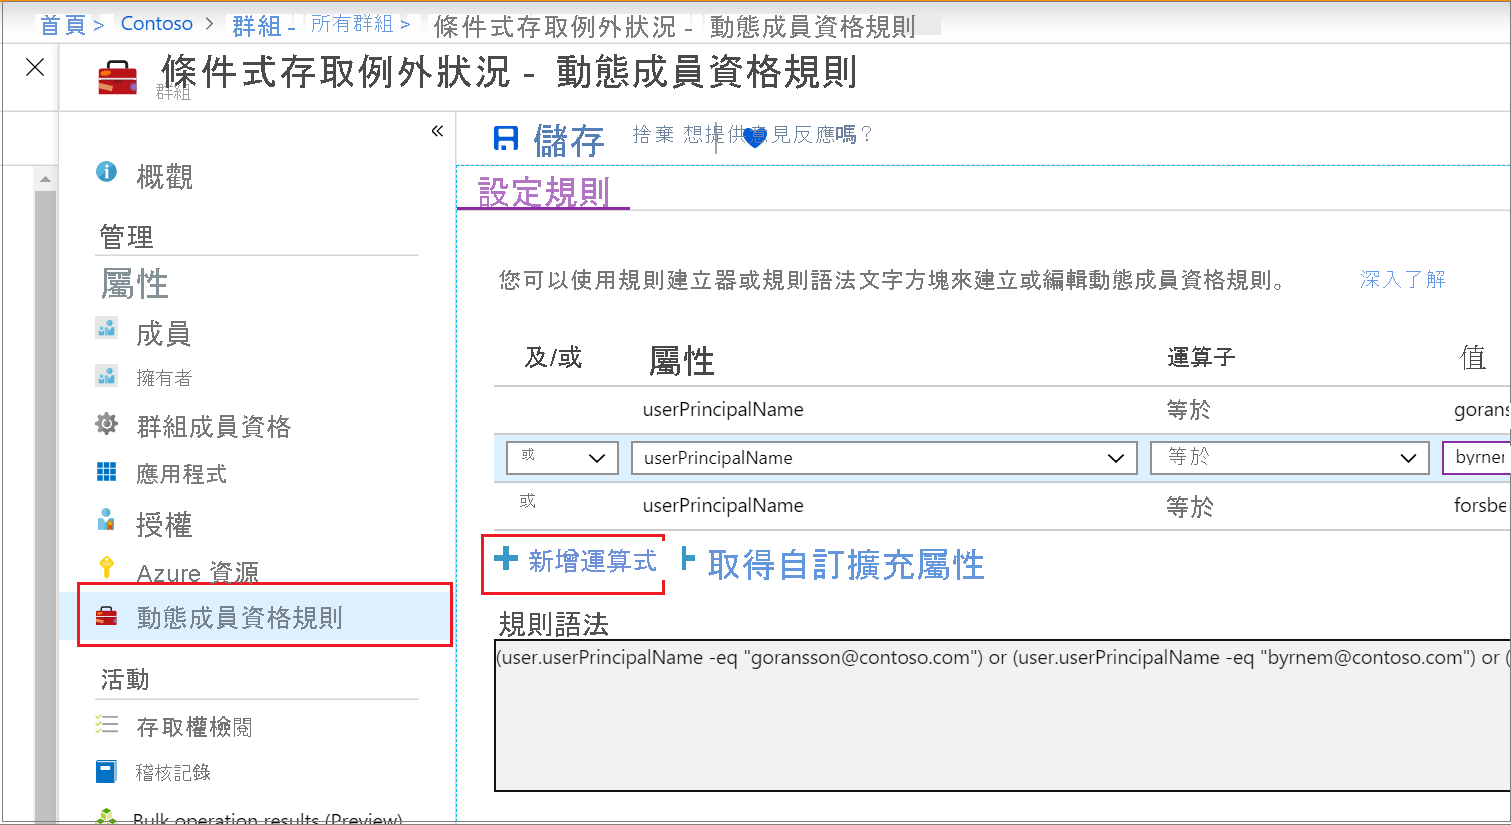 首頁 > Contoso > 群組 - 所有群組 > 條件式存取例外狀況 - 動態成員資格規則
條件式存取例外狀況 - 動態成員資格規則
群組
«
儲存 捨棄 想提供意見反應嗎？
概觀
管理
屬性
成員
擁有者
群組成員資格
應用程式
授權
Azure 資源
動態成員資格規則
活動
存取權檢閱
稽核記錄
Bulk operation results (Preview)
設定規則
您可以使用規則建立器或規則語法文字方塊來建立或編輯動態成員資格規則。 深入了解
及/或 屬性 運算子 值
userPrincipalName 等於 gorans
或 userPrincipalName 等於 byrner
或 userPrincipalName 等於 forsbe
新增運算式 取得自訂擴充屬性
規則語法
(user.userPrincipalName -eq "goransson@contoso.com") or (user.userPrincipalName -eq "byrnem@contoso.com") or (